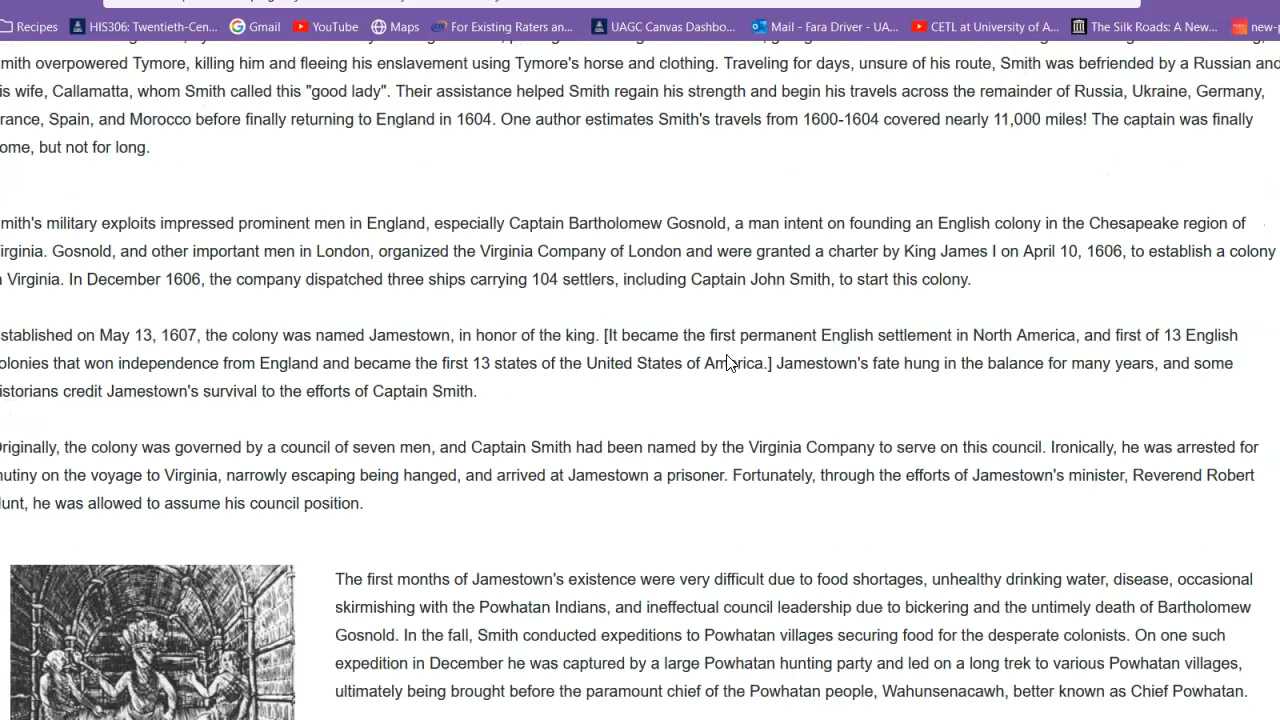 Recipes HIS306: Twentieth-Cen... Gmail YouTube Maps For Existing Raters an... UAGC Canvas Dashbo... Mail - Fara Driver - UA... CETL at University of A... The Silk Roads: A New... new-p
mith overpowered Tymore, killing him and fleeing his enslavement using Tymore's horse and clothing. Traveling for days, unsure of his route, Smith was befriended by a Russian and
is wife, Callamatta, whom Smith called this "good lady". Their assistance helped Smith regain his strength and begin his travels across the remainder of Russia, Ukraine, Germany,
rance, Spain, and Morocco before finally returning to England in 1604. One author estimates Smith's travels from 1600-1604 covered nearly 11,000 miles! The captain was finally
ome, but not for long.
mith's military exploits impressed prominent men in England, especially Captain Bartholomew Gosnold, a man intent on founding an English colony in the Chesapeake region of
irginia. Gosnold, and other important men in London, organized the Virginia Company of London and were granted a charter by King James I on April 10, 1606, to establish a colony
n Virginia. In December 1606, the company dispatched three ships carrying 104 settlers, including Captain John Smith, to start this colony.
stablished on May 13, 1607, the colony was named Jamestown, in honor of the king. [It became the first permanent English settlement in North America, and first of 13 English
olonies that won independence from England and became the first 13 states of the United States of America.] Jamestown's fate hung in the balance for many years, and some
istorians credit Jamestown's survival to the efforts of Captain Smith.
Originally, the colony was governed by a council of seven men, and Captain Smith had been named by the Virginia Company to serve on this council. Ironically, he was arrested for
mutiny on the voyage to Virginia, narrowly escaping being hanged, and arrived at Jamestown a prisoner. Fortunately, through the efforts of Jamestown's minister, Reverend Robert
Hunt, he was allowed to assume his council position.
The first months of Jamestown's existence were very difficult due to food shortages, unhealthy drinking water, disease, occasional
skirmishing with the Powhatan Indians, and ineffectual council leadership due to bickering and the untimely death of Bartholomew
Gosnold. In the fall, Smith conducted expeditions to Powhatan villages securing food for the desperate colonists. On one such
expedition in December he was captured by a large Powhatan hunting party and led on a long trek to various Powhatan villages,
ultimately being brought before the paramount chief of the Powhatan people, Wahunsenacawh, better known as Chief Powhatan.